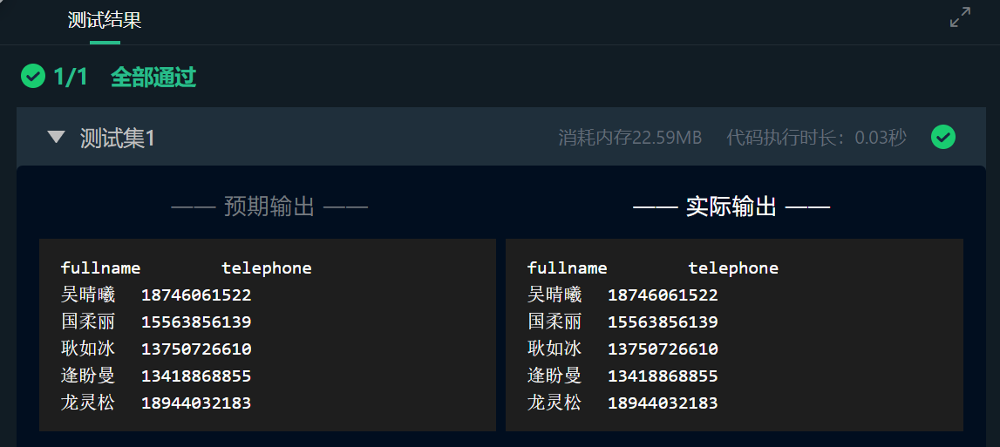 测试结果
1/1 全部通过
测试集1 消耗内存22.59MB 代码执行时长：0.03秒
—— 预期输出 —— —— 实际输出 ——
fullname telephone fullname telephone
吴晴曦 18746061522 吴晴曦 18746061522
国柔丽 15563856139 国柔丽 15563856139
耿如冰 13750726610 耿如冰 13750726610
逄盼曼 13418868855 逄盼曼 13418868855
龙灵松 18944032183 龙灵松 18944032183